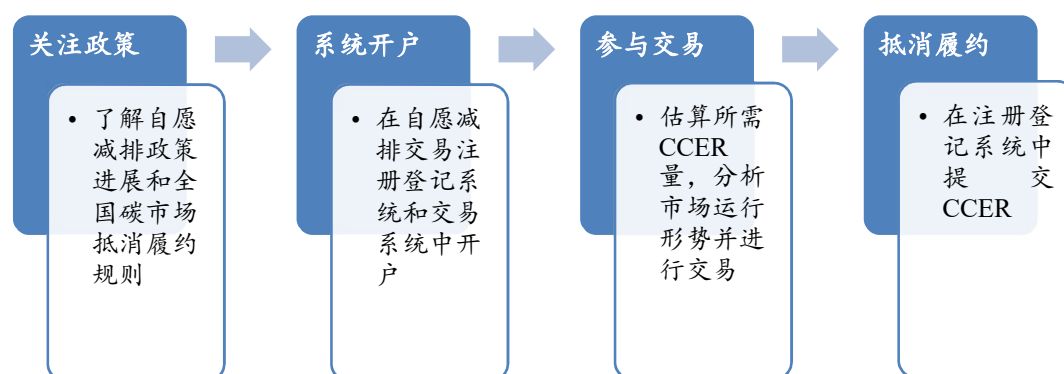 关注政策
• 了解自愿
减排政策
进展和全
国碳市场
抵消履约
规则
系统开户
• 在自愿减
排交易注
册登记系
统和交易
系统中开
户
参与交易
• 估算所需
CCER
量，分析
市场运行
形势并进
行交易
抵消履约
• 在注册登
记系统中
提 交
CCER